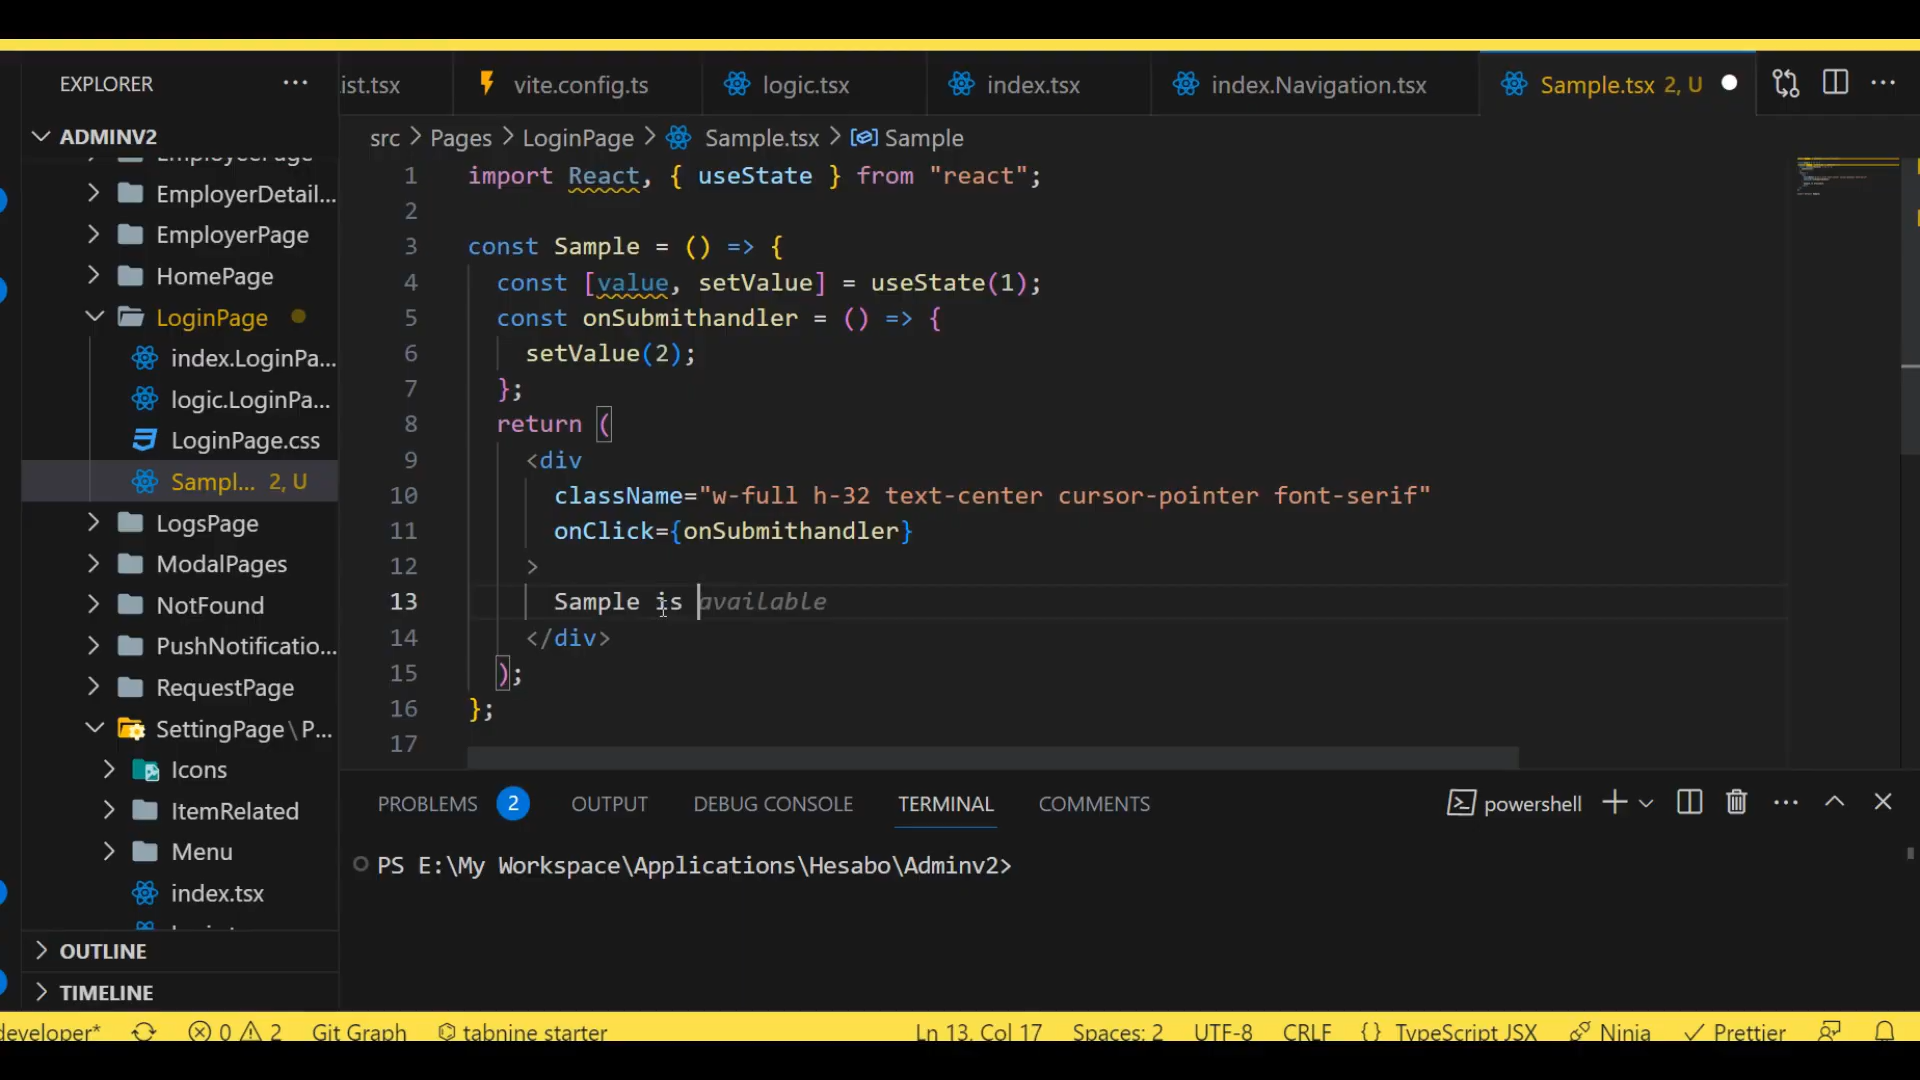 EXPLORER ···
ist.tsx vite.config.ts logic.tsx index.tsx index.Navigation.tsx Sample.tsx 2, U ···
ADMINV2
src > Pages > LoginPage > Sample.tsx > Sample
EmployeePage
EmployerDetail...
EmployerPage
HomePage
LoginPage
index.LoginPa...
logic.LoginPa...
LoginPage.css
Sampl... 2, U
LogsPage
ModalPages
NotFound
PushNotificatio...
RequestPage
SettingPage\P...
Icons
ItemRelated
Menu
index.tsx
OUTLINE
TIMELINE
1 import React, { useState } from "react";
2
3 const Sample = () => {
4 const [value, setValue] = useState(1);
5 const onSubmithandler = () => {
6 setValue(2);
7 };
8 return (
9 <div
10 className="w-full h-32 text-center cursor-pointer font-serif"
11 onClick={onSubmithandler}
12 >
13 Sample is available
14 </div>
15 );
16 };
17
PROBLEMS 2 OUTPUT DEBUG CONSOLE TERMINAL COMMENTS powershell ···
PS E:\My Workspace\Applications\Hesabo\Adminv2>
developer* 0 2 Git Graph tabnine starter Ln 13, Col 17 Spaces: 2 UTF-8 CRLF {} TypeScript JSX Ninja Prettier